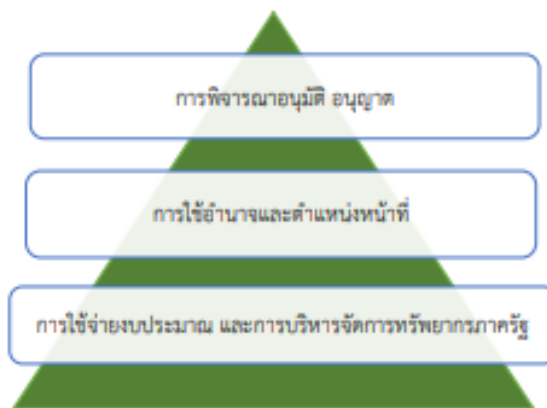 การพิจารณาอนุมัติ อนุญาต
การใช้อำนาจและตำแหน่งหน้าที่
การใช้จ่ายงบประมาณ และการบริหารจัดการทรัพยากรภาครัฐ